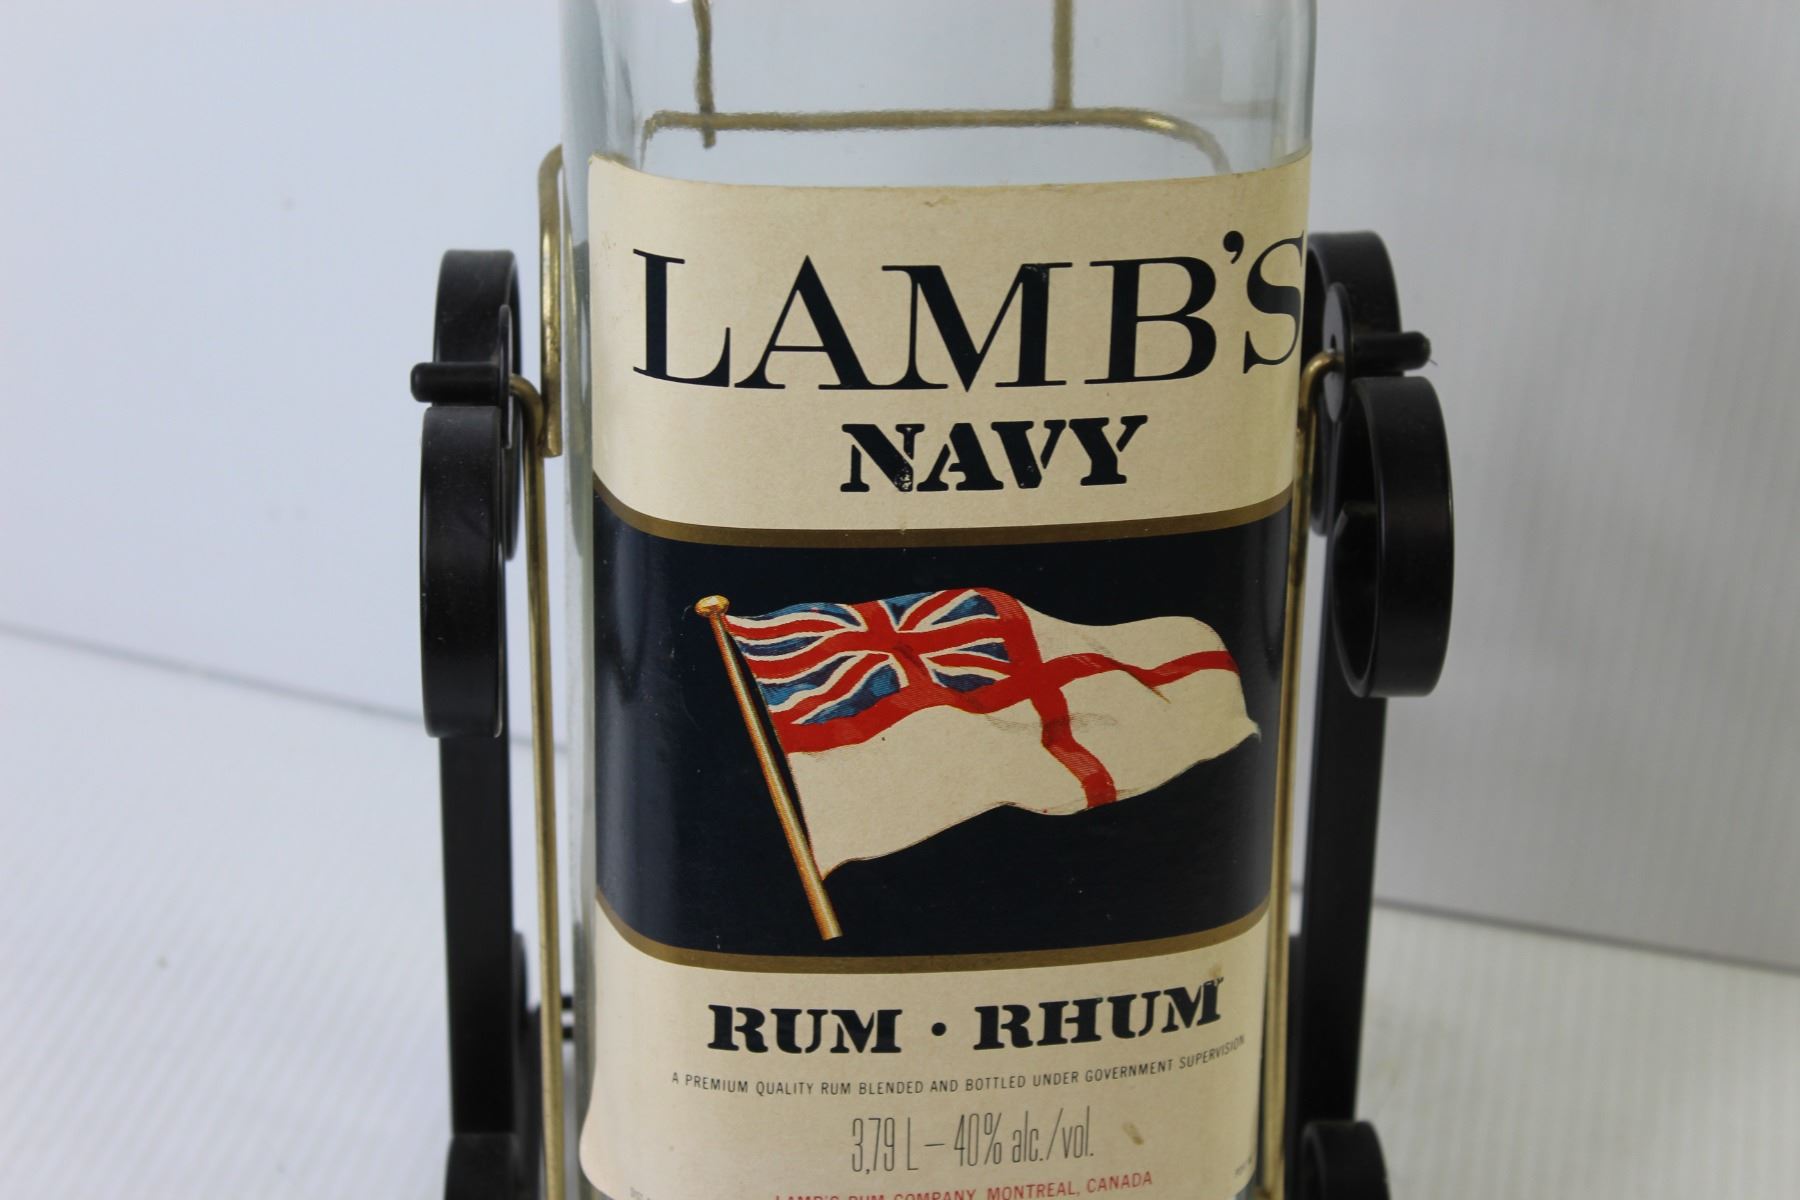 LAMB'S
NAVY
RUM • RHUM
A PREMIUM QUALITY RUM BLENDED AND BOTTLED UNDER GOVERNMENT SUPERVISION
3,79 L – 40% alc./vol.
LAMB'S RUM COMPANY, MONTREAL, CANADA